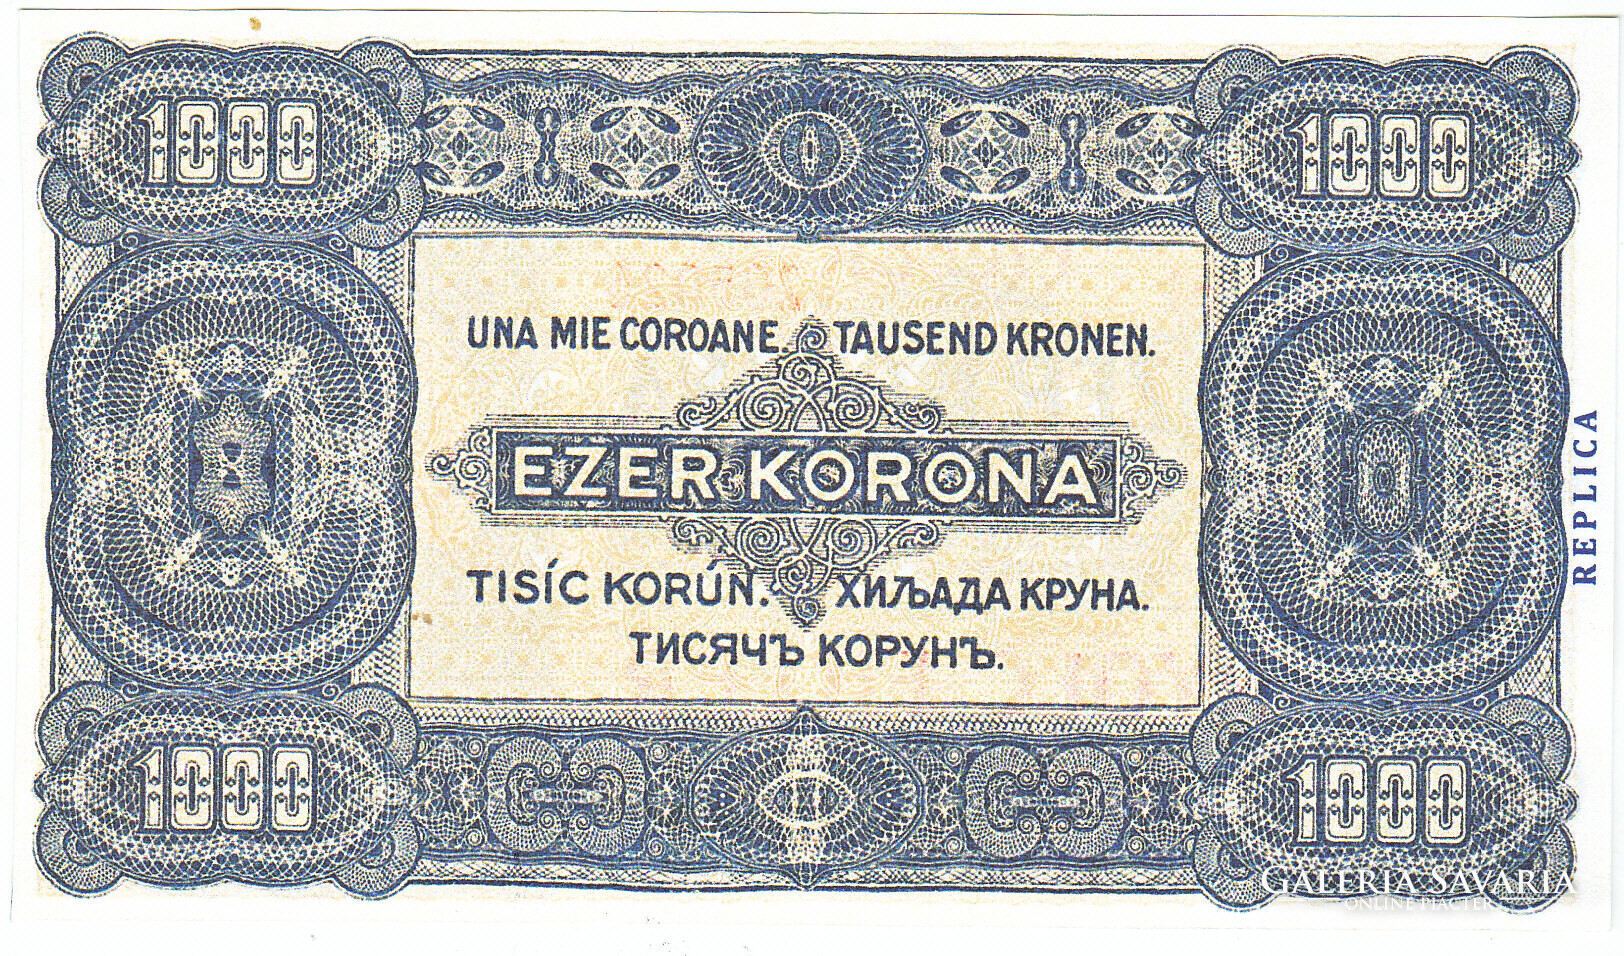 1000 1000
UNA MIE COROANE. TAUSEND KRONEN.
EZER KORONA
TISÍC KORÚN. ХИЉАДА КРУНА.
ТИСЯЧЪ КОРУНЪ.
1000 1000
REPLICA
GALERIA SAVARIA
ONLINE PIACTÉR